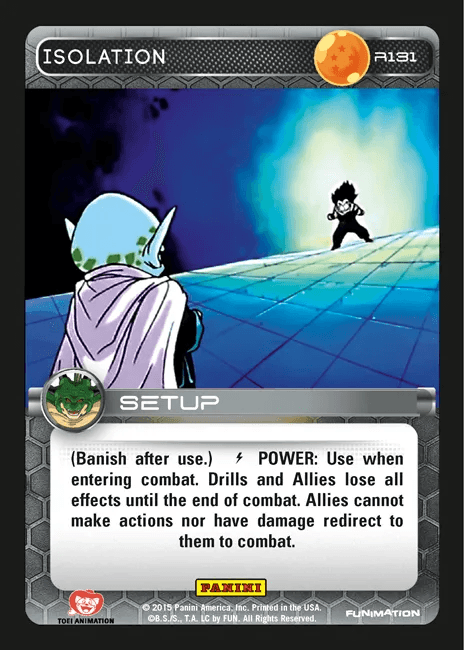 ISOLATION R131
SETUP
(Banish after use.) POWER: Use when
entering combat. Drills and Allies lose all
effects until the end of combat. Allies cannot
make actions nor have damage redirect to
them to combat.
PANINI
TOEI ANIMATION
© 2015 Panini America, Inc. Printed in the USA.
©B.S./S., T.A. LC by FUN. All Rights Reserved.
FUNIMATION